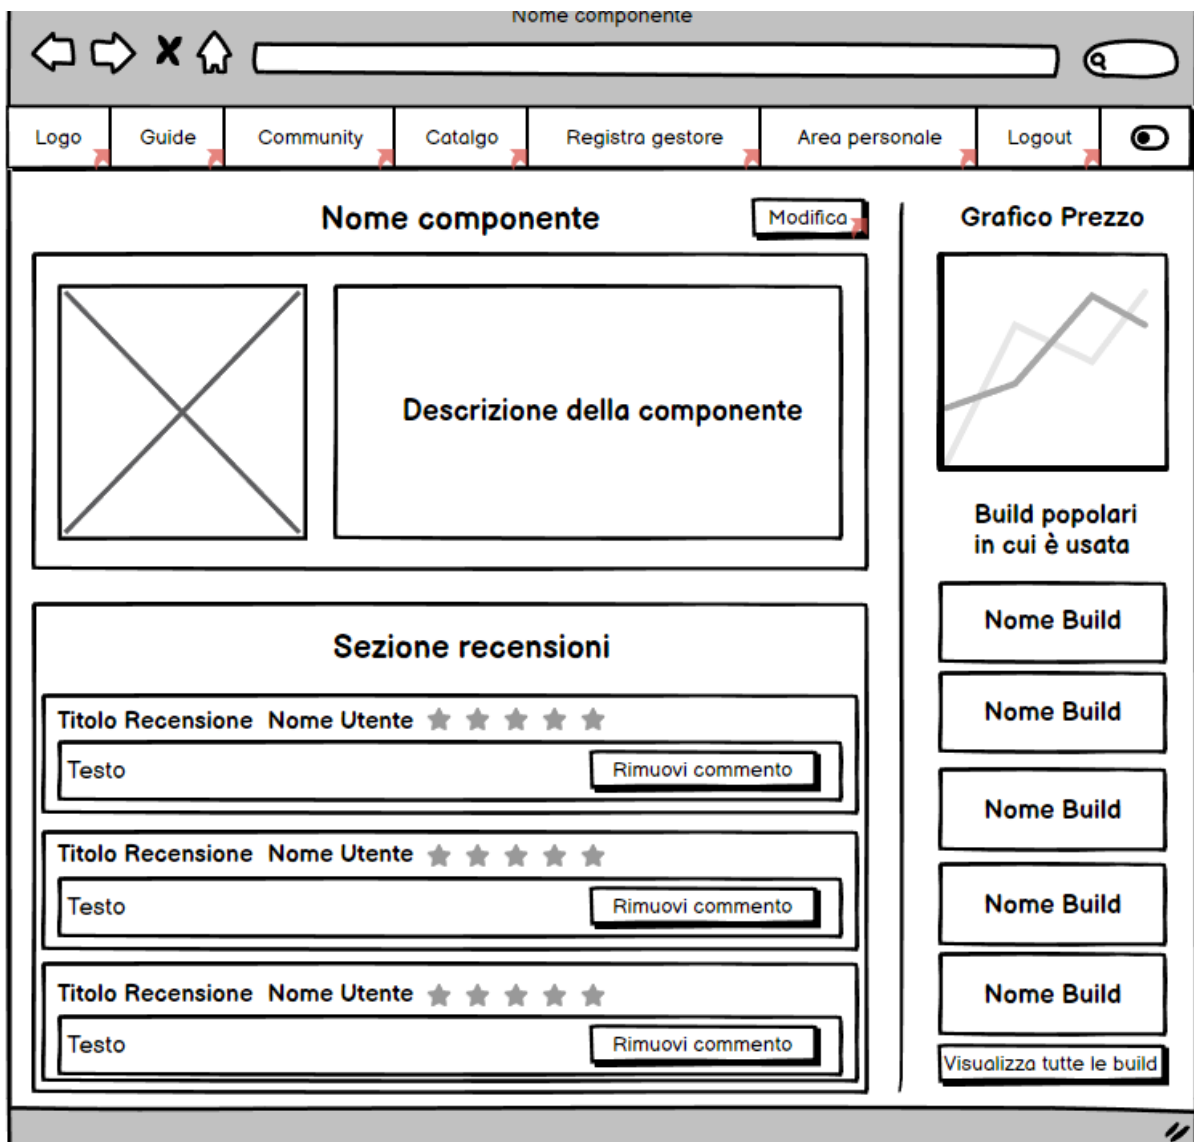 Nome componente
Logo
Guide
Community
Catalgo
Registra gestore
Area personale
Logout
Nome componente
Modifica
Descrizione della componente
Sezione recensioni
Titolo Recensione Nome Utente
Testo
Rimuovi commento
Titolo Recensione Nome Utente
Testo
Rimuovi commento
Titolo Recensione Nome Utente
Testo
Rimuovi commento
Grafico Prezzo
Build popolari
in cui è usata
Nome Build
Nome Build
Nome Build
Nome Build
Nome Build
Visualizza tutte le build